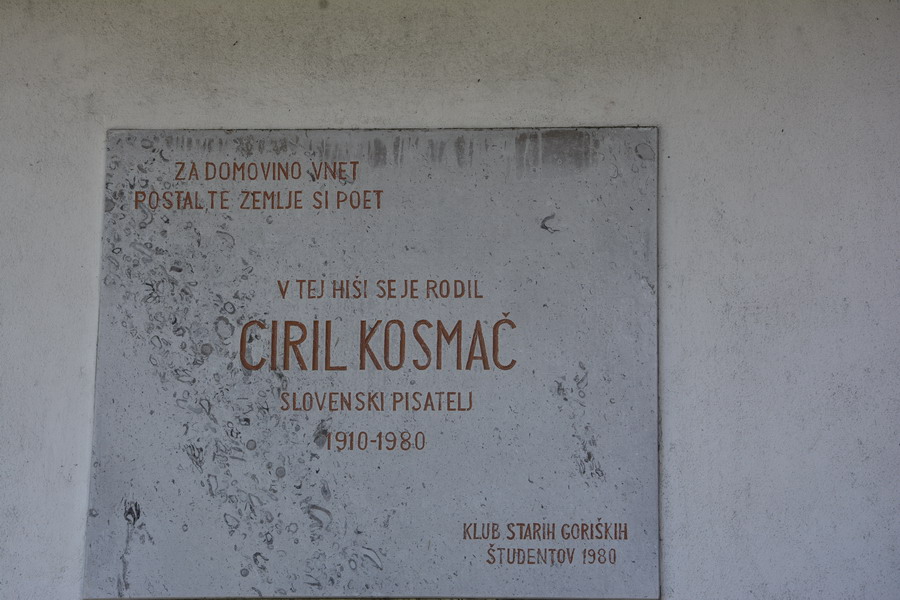 ZA DOMOVINO VNET
POSTAL TE ZEMLJE SI POET
V TEJ HIŠI SE JE RODIL
CIRIL KOSMAČ
SLOVENSKI PISATELJ
1910-1980
KLUB STARIH GORIŠKIH
ŠTUDENTOV 1980